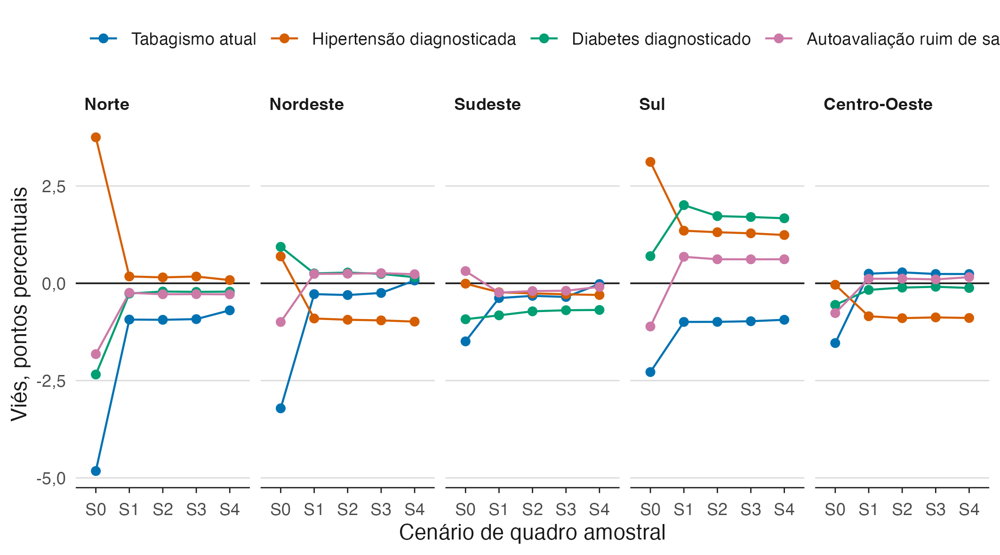 Tabagismo atual Hipertensão diagnosticada Diabetes diagnosticado Autoavaliação ruim de sa
Norte Nordeste Sudeste Sul Centro-Oeste
Viés, pontos percentuais
2,5
0,0
-2,5
-5,0
S0 S1 S2 S3 S4 S0 S1 S2 S3 S4 S0 S1 S2 S3 S4 S0 S1 S2 S3 S4 S0 S1 S2 S3 S4
Cenário de quadro amostral